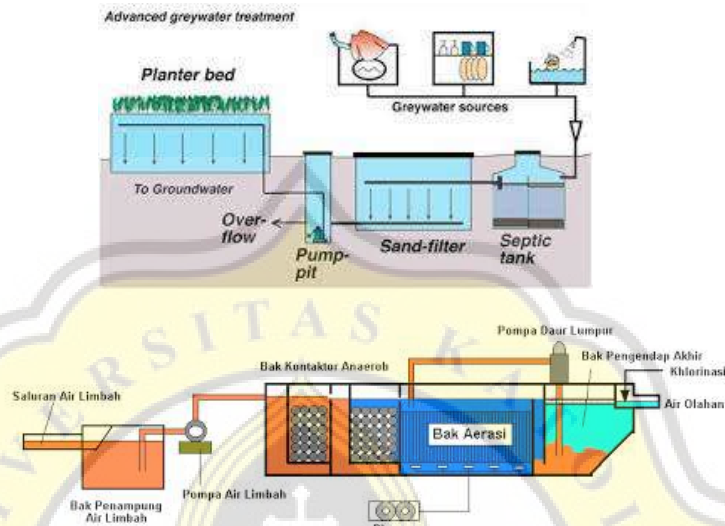 Advanced greywater treatment
Planter bed
Greywater sources
To Groundwater
Over-
flow
Pump-
pit
Sand-filter
Septic
tank
UNIVERSITAS KATO
Pompa Daur Lumpur
Bak Kontaktor Anaerob
Bak Pengendap Akhir
Khlorinasi
Saluran Air Limbah
Air Olahan
Bak Aerasi
Pompa Air Limbah
Bak Penampung
Air Limbah